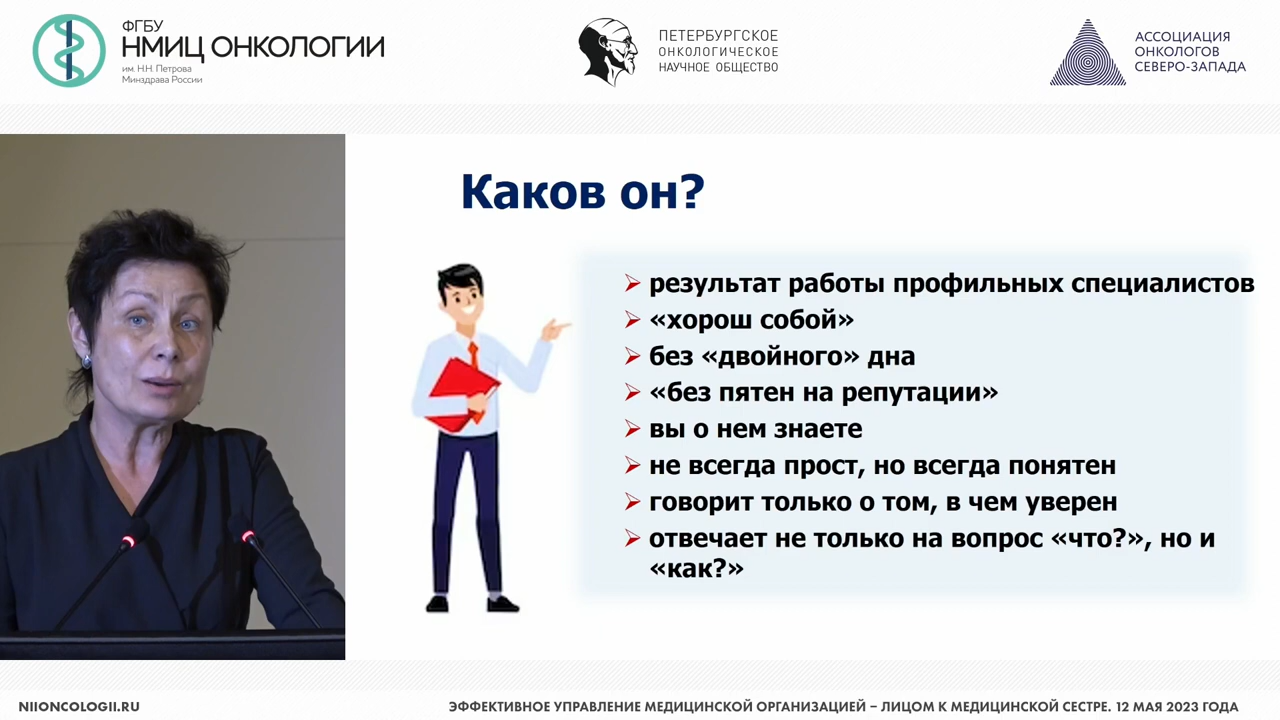 ФГБУ
НМИЦ ОНКОЛОГИИ
им. Н.Н. Петрова
Минздрава России
ПЕТЕРБУРГСКОЕ
ОНКОЛОГИЧЕСКОЕ
НАУЧНОЕ ОБЩЕСТВО
АССОЦИАЦИЯ
ОНКОЛОГОВ
СЕВЕРО-ЗАПАДА
Каков он?
результат работы профильных специалистов
«хорош собой»
без «двойного» дна
«без пятен на репутации»
вы о нем знаете
не всегда прост, но всегда понятен
говорит только о том, в чем уверен
отвечает не только на вопрос «что?», но и
«как?»
NIIONCOLOGII.RU
ЭФФЕКТИВНОЕ УПРАВЛЕНИЕ МЕДИЦИНСКОЙ ОРГАНИЗАЦИЕЙ – ЛИЦОМ К МЕДИЦИНСКОЙ СЕСТРЕ. 12 МАЯ 2023 ГОДА